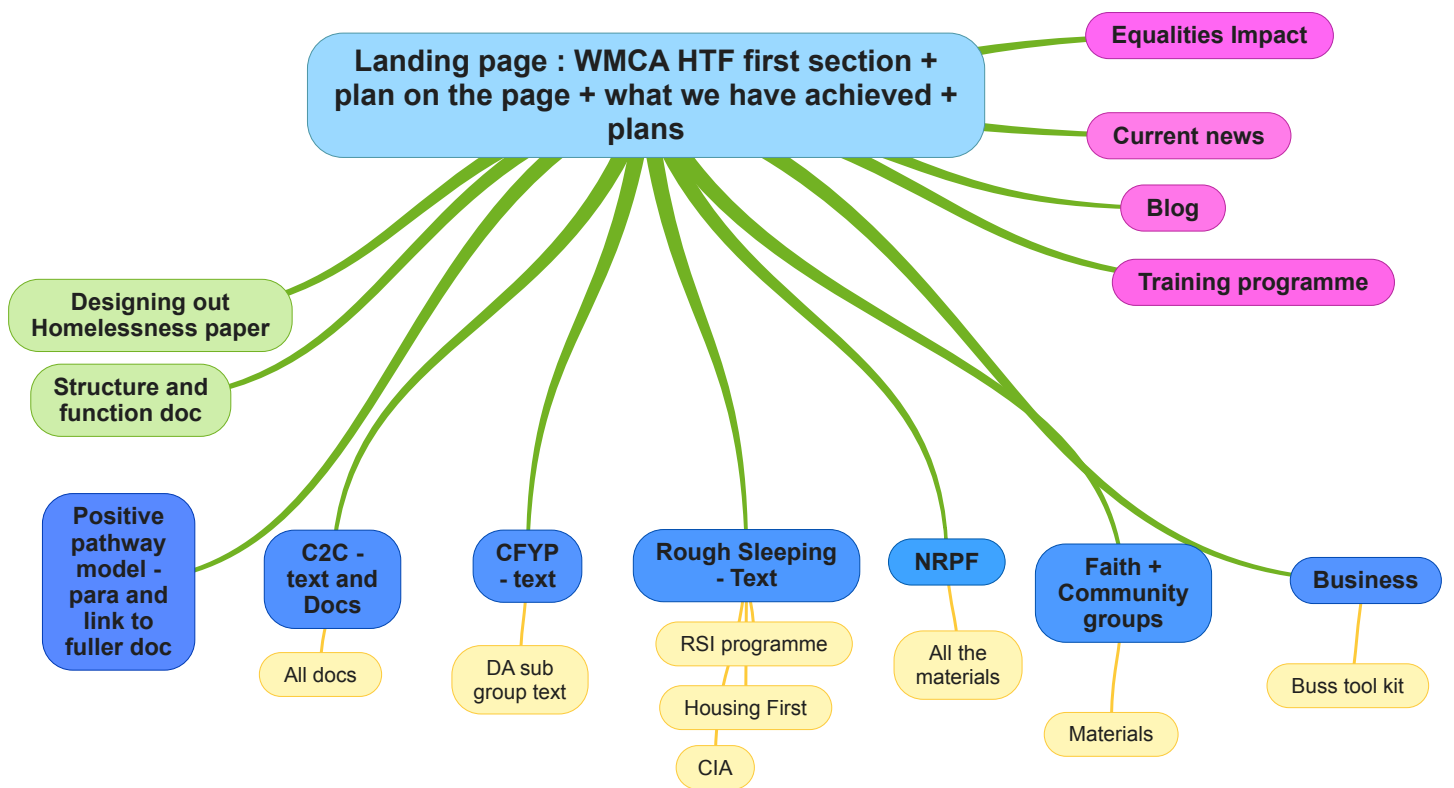 Landing page : WMCA HTF first section +
plan on the page + what we have achieved +
plans
Equalities Impact
Current news
Blog
Training programme
Designing out
Homelessness paper
Structure and
function doc
Positive
pathway
model -
para and
link to
fuller doc
C2C -
text and
Docs
All docs
CFYP
- text
DA sub
group text
Rough Sleeping
- Text
RSI programme
Housing First
CIA
NRPF
All the
materials
Faith +
Community
groups
Materials
Business
Buss tool kit